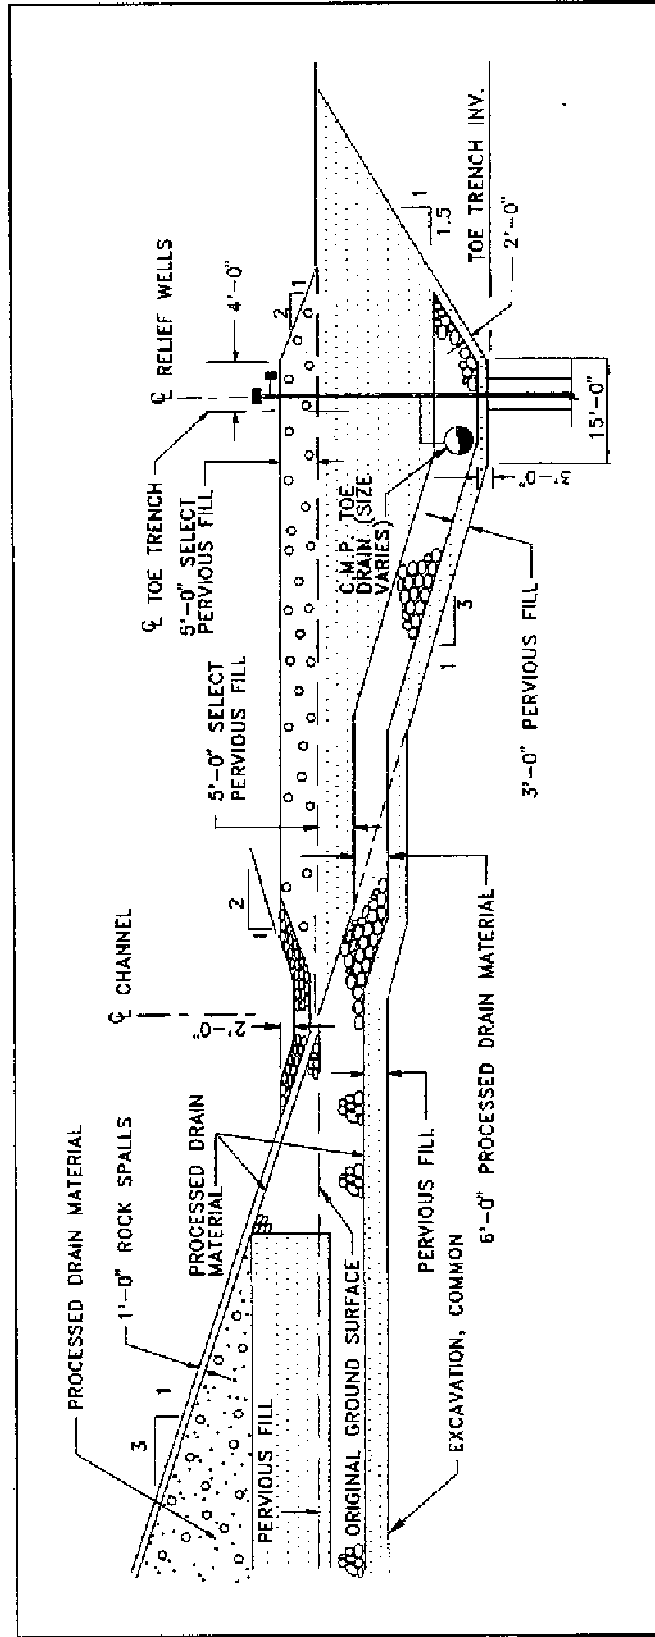 PROCESSED DRAIN MATERIAL
1'-0" ROCK SPALLS
3
1
PROCESSED DRAIN
MATERIAL
℄ CHANNEL
2'-0"
2
1
5'-0" SELECT
PERVIOUS FILL
℄ TOE TRENCH
5'-0" SELECT
PERVIOUS FILL
℄ RELIEF WELLS
4'-0"
2
1
C.M.P. TOE
DRAIN (SIZE
VARIES)
1
1.5
TOE TRENCH INV.
2'-0"
15'-0"
3'-0"
1
3
3'-0" PERVIOUS FILL
6'-0" PROCESSED DRAIN MATERIAL
PERVIOUS FILL
EXCAVATION, COMMON
ORIGINAL GROUND SURFACE
PERVIOUS FILL